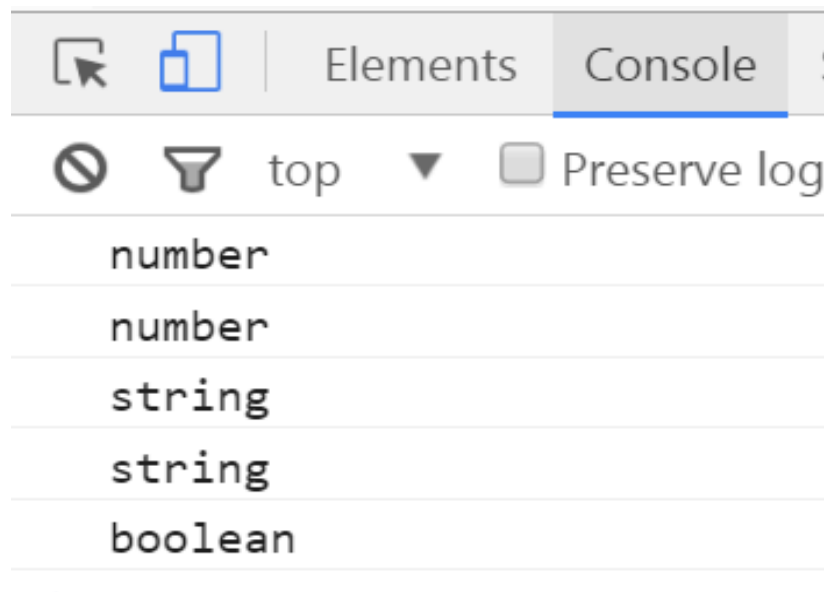 Elements Console
top Preserve log
number
number
string
string
boolean